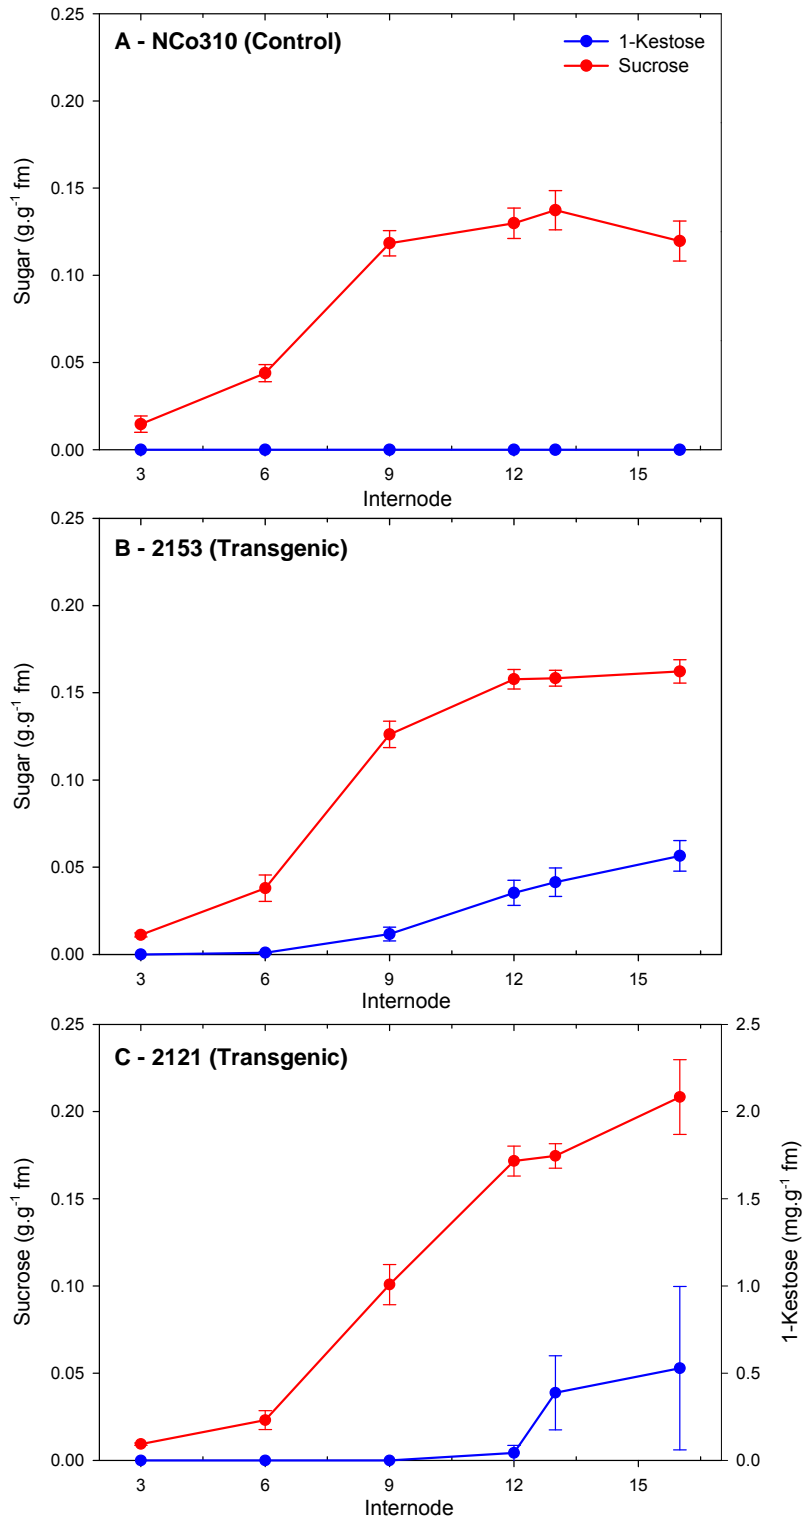 A - NCo310 (Control)
1-Kestose
Sucrose
Sugar (g.g⁻¹ fm)
0.25
0.20
0.15
0.10
0.05
0.00
3 6 9 12 15
Internode
B - 2153 (Transgenic)
Sugar (g.g⁻¹ fm)
0.25
0.20
0.15
0.10
0.05
0.00
3 6 9 12 15
Internode
C - 2121 (Transgenic)
Sucrose (g.g⁻¹ fm)
0.25
0.20
0.15
0.10
0.05
0.00
2.5
2.0
1.5
1.0
0.5
0.0
1-Kestose (mg.g⁻¹ fm)
3 6 9 12 15
Internode